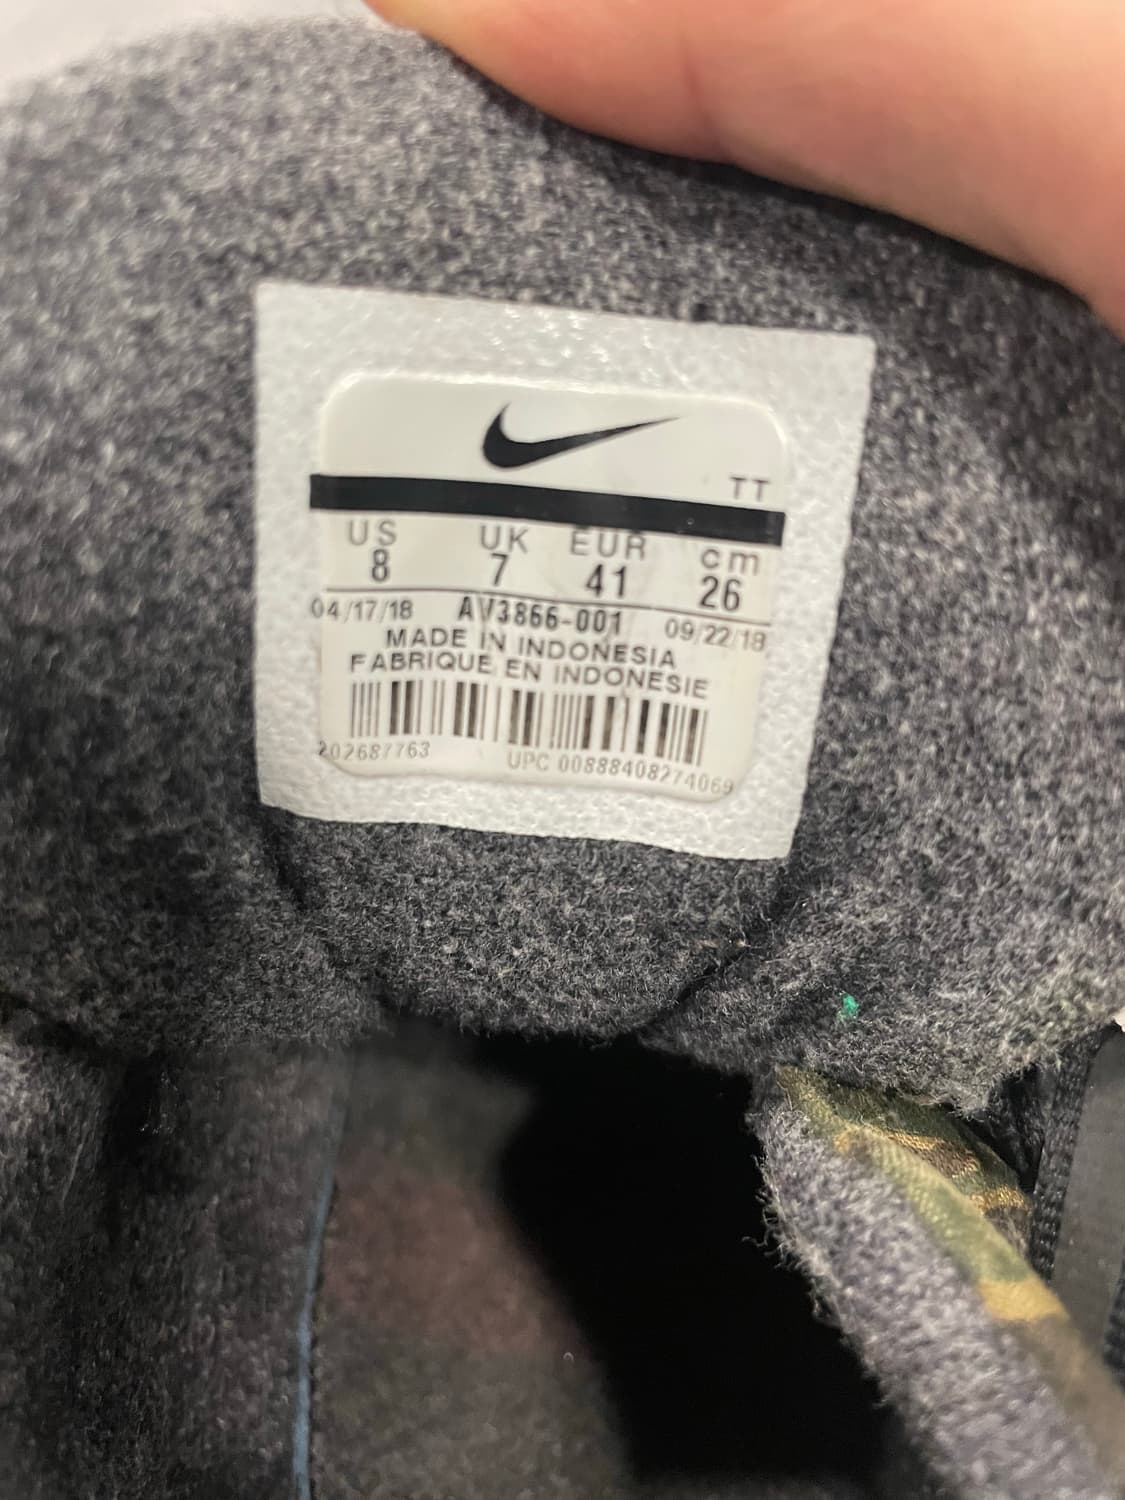 TT
US UK EUR cm
8 7 41 26
04/17/18 AV3866-001 09/22/18
MADE IN INDONESIA
FABRIQUE EN INDONESIE
202687763 UPC 00888408274069